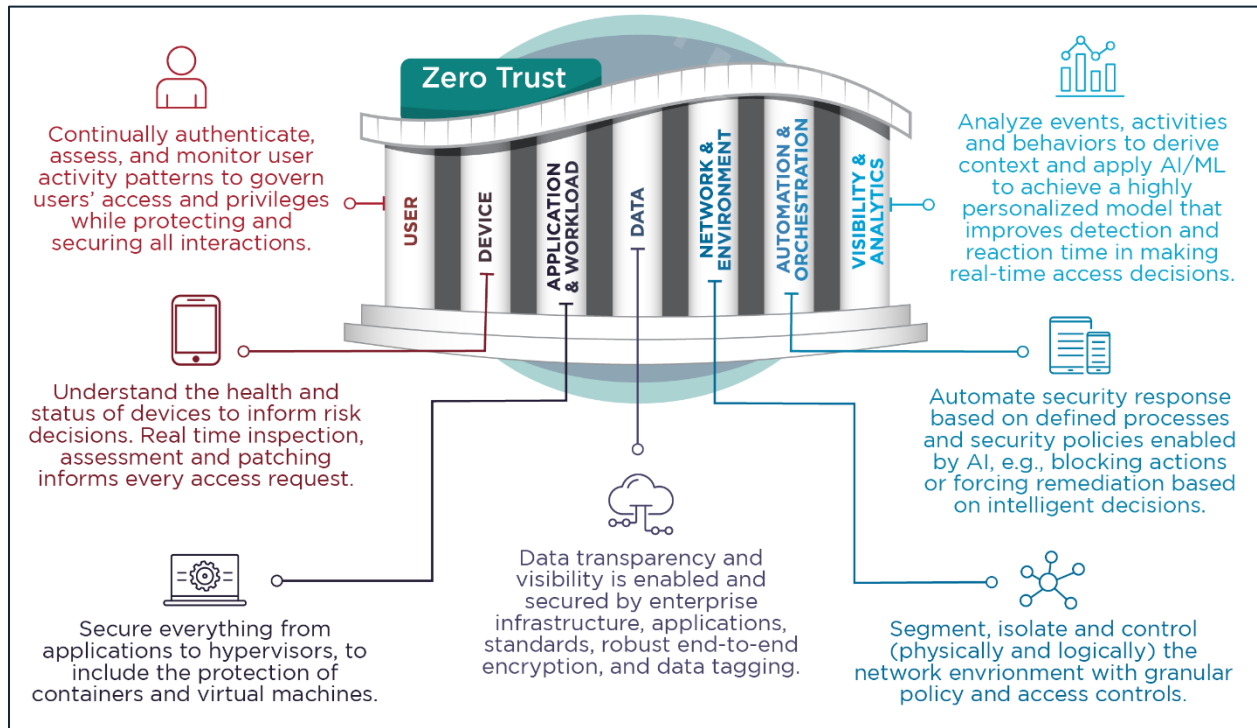 Zero Trust
USER
DEVICE
APPLICATION
& WORKLOAD
DATA
NETWORK &
ENVIRONMENT
AUTOMATION &
ORCHESTRATION
VISIBILITY &
ANALYTICS
Continually authenticate,
assess, and monitor user
activity patterns to govern
users’ access and privileges
while protecting and
securing all interactions.
Analyze events, activities
and behaviors to derive
context and apply AI/ML
to achieve a highly
personalized model that
improves detection and
reaction time in making
real-time access decisions.
Understand the health and
status of devices to inform risk
decisions. Real time inspection,
assessment and patching
informs every access request.
Automate security response
based on defined processes
and security policies enabled
by AI, e.g., blocking actions
or forcing remediation based
on intelligent decisions.
Secure everything from
applications to hypervisors, to
include the protection of
containers and virtual machines.
Data transparency and
visibility is enabled and
secured by enterprise
infrastructure, applications,
standards, robust end-to-end
encryption, and data tagging.
Segment, isolate and control
(physically and logically) the
network envrionment with granular
policy and access controls.